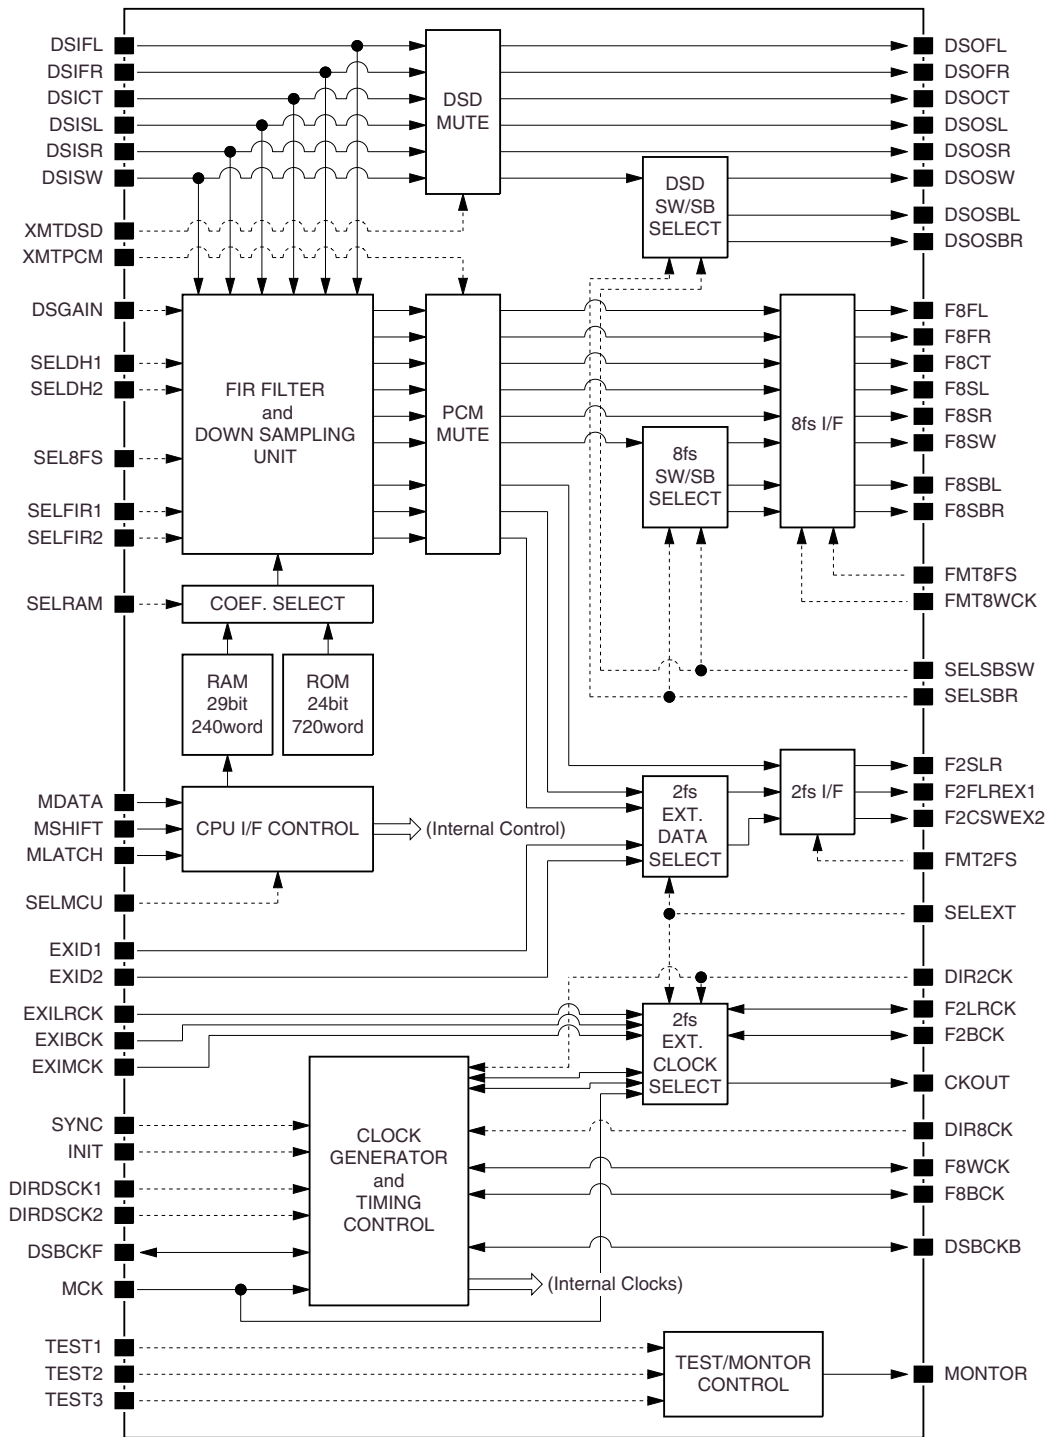 DSIFL
DSIFR
DSICT
DSISL
DSISR
DSISW
XMTDSD
XMTPCM
DSGAIN
SELDH1
SELDH2
SEL8FS
SELFIR1
SELFIR2
SELRAM
MDATA
MSHIFT
MLATCH
SELMCU
EXID1
EXID2
EXILRCK
EXIBCK
EXIMCK
SYNC
INIT
DIRDSCK1
DIRDSCK2
DSBCKF
MCK
TEST1
TEST2
TEST3
DSD
MUTE
DSD
SW/SB
SELECT
FIR FILTER
and
DOWN SAMPLING
UNIT
PCM
MUTE
8fs
SW/SB
SELECT
8fs I/F
COEF. SELECT
RAM
29bit
240word
ROM
24bit
720word
CPU I/F CONTROL
(Internal Control)
2fs
EXT.
DATA
SELECT
2fs I/F
2fs
EXT.
CLOCK
SELECT
CLOCK
GENERATOR
and
TIMING
CONTROL
(Internal Clocks)
TEST/MONTOR
CONTROL
DSOFL
DSOFR
DSOCT
DSOSL
DSOSR
DSOSW
DSOSBL
DSOSBR
F8FL
F8FR
F8CT
F8SL
F8SR
F8SW
F8SBL
F8SBR
FMT8FS
FMT8WCK
SELSBSW
SELSBR
F2SLR
F2FLREX1
F2CSWEX2
FMT2FS
SELEXT
DIR2CK
F2LRCK
F2BCK
CKOUT
DIR8CK
F8WCK
F8BCK
DSBCKB
MONTOR